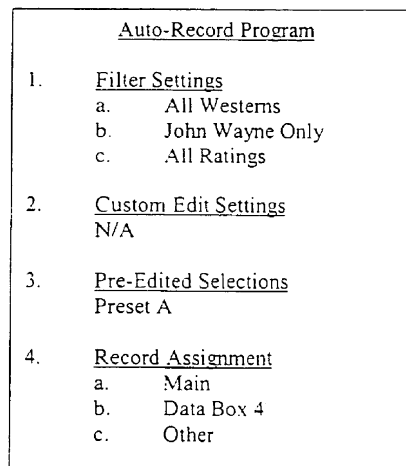 Auto-Record Program
1. Filter Settings
a. All Westerns
b. John Wayne Only
c. All Ratings
2. Custom Edit Settings
N/A
3. Pre-Edited Selections
Preset A
4. Record Assignment
a. Main
b. Data Box 4
c. Other